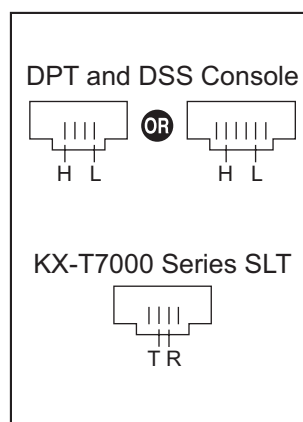 DPT and DSS Console
OR
H L H L
KX-T7000 Series SLT
T R